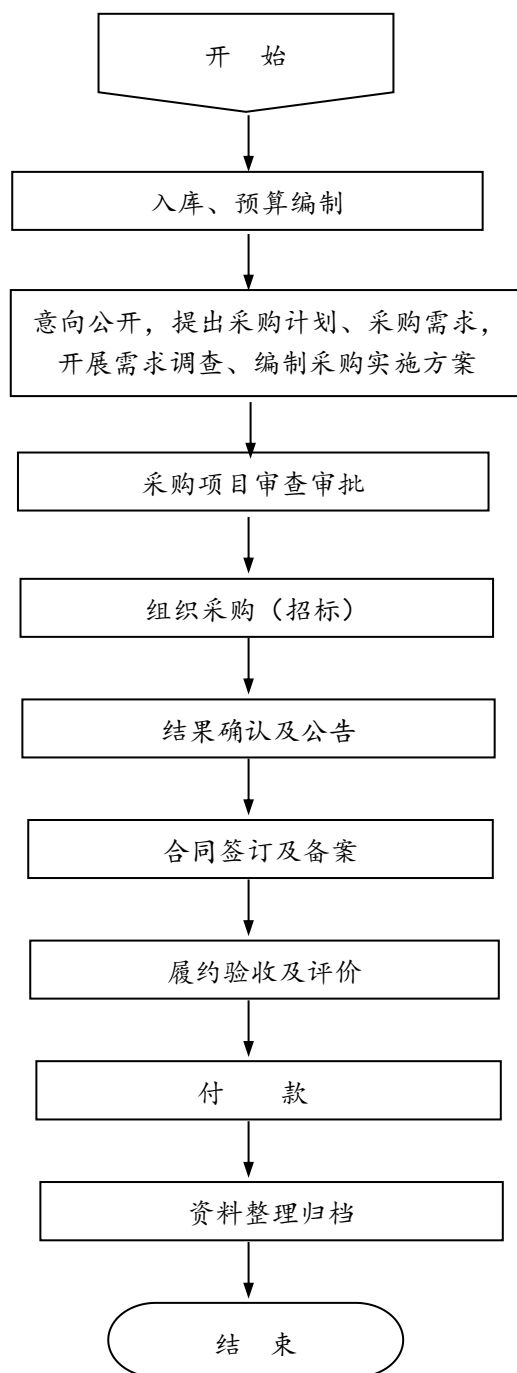 开 始
入库、预算编制
意向公开，提出采购计划、采购需求，
开展需求调查、编制采购实施方案
采购项目审查审批
组织采购（招标）
结果确认及公告
合同签订及备案
履约验收及评价
付 款
资料整理归档
结 束